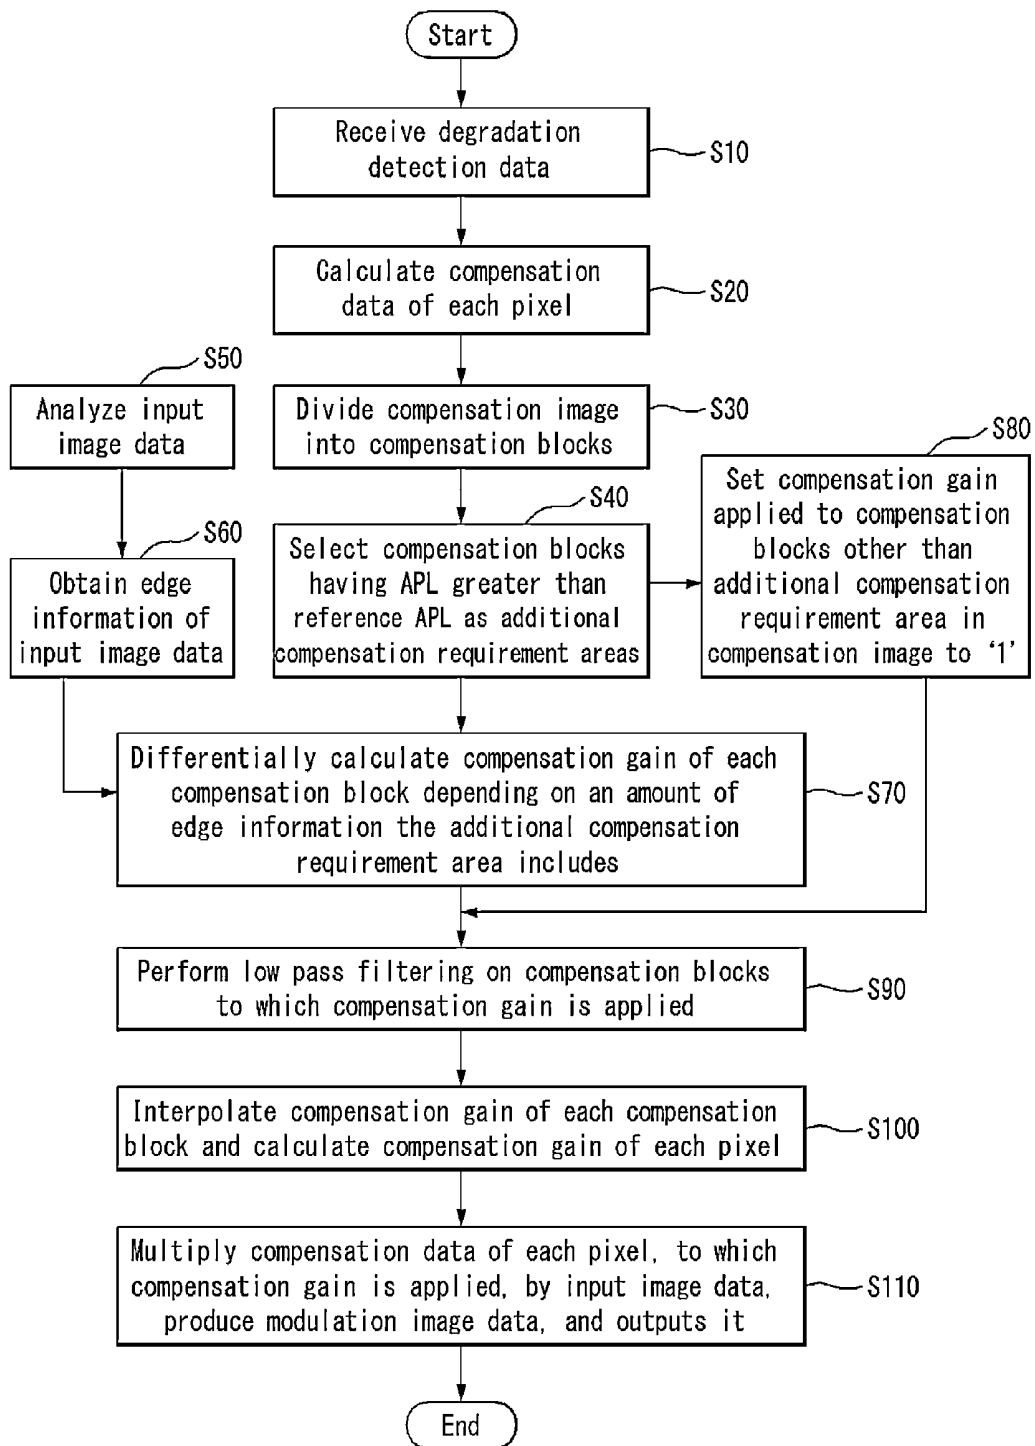 Start
Receive degradation
detection data
S10
Calculate compensation
data of each pixel
S20
S50
Analyze input
image data
Divide compensation image
into compensation blocks
S30
S80
Set compensation gain
applied to compensation
blocks other than
additional compensation
requirement area in
compensation image to ‘1’
S40
Select compensation blocks
having APL greater than
reference APL as additional
compensation requirement areas
S60
Obtain edge
information of
input image data
Differentially calculate compensation gain of each
compensation block depending on an amount of
edge information the additional compensation
requirement area includes
S70
Perform low pass filtering on compensation blocks
to which compensation gain is applied
S90
Interpolate compensation gain of each compensation
block and calculate compensation gain of each pixel
S100
Multiply compensation data of each pixel, to which
compensation gain is applied, by input image data,
produce modulation image data, and outputs it
S110
End